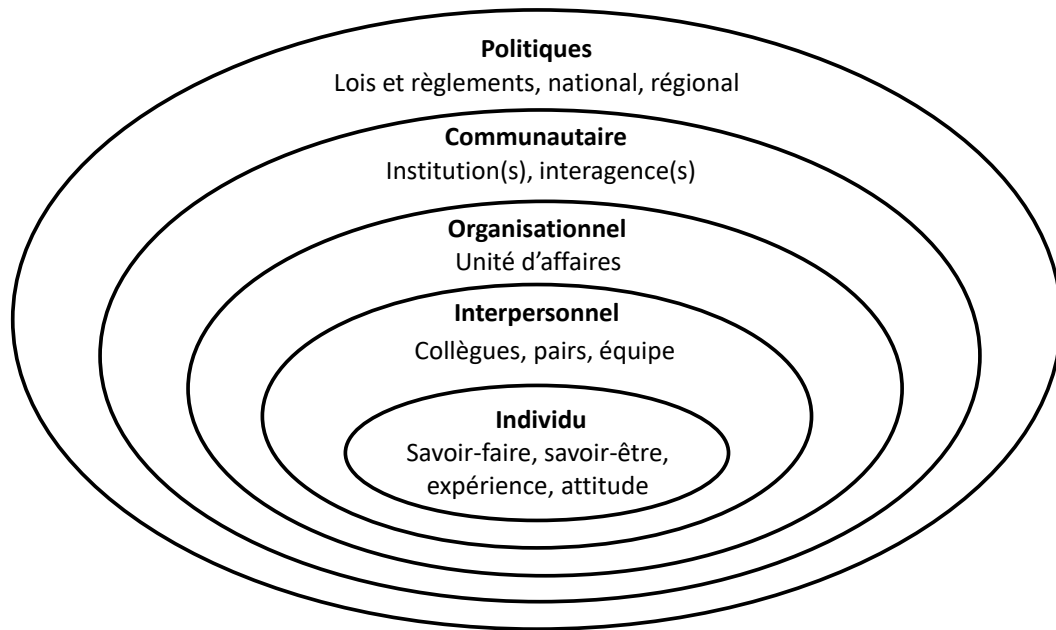 Politiques
Lois et règlements, national, régional
Communautaire
Institution(s), interagence(s)
Organisationnel
Unité d’affaires
Interpersonnel
Collègues, pairs, équipe
Individu
Savoir-faire, savoir-être,
expérience, attitude